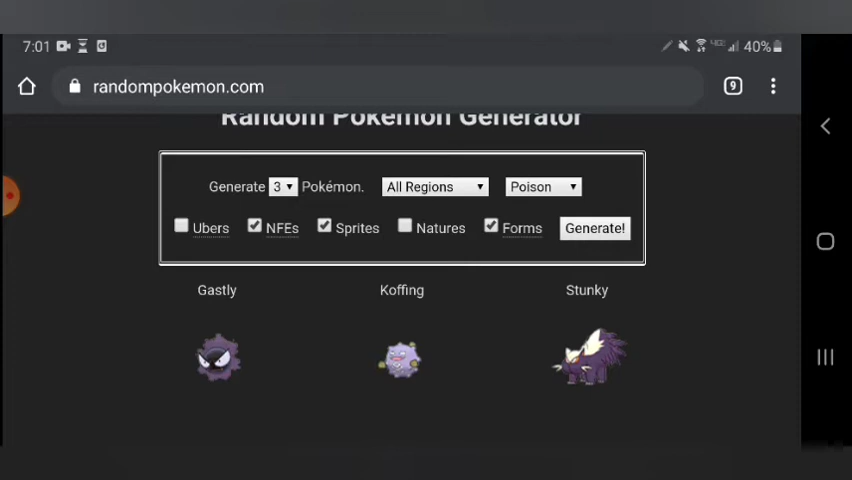 7:01 40%
randompokemon.com 9
Random Pokémon Generator
Generate 3 Pokémon. All Regions Poison
Ubers NFEs Sprites Natures Forms Generate!
Gastly Koffing Stunky